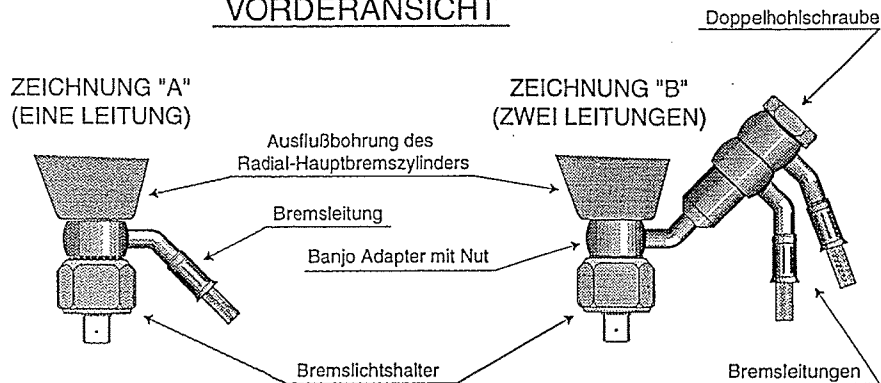 VORDERANSICHT
Doppelhohlschraube
ZEICHNUNG "A"
(EINE LEITUNG)
ZEICHNUNG "B"
(ZWEI LEITUNGEN)
Ausflußbohrung des
Radial-Hauptbremszylinders
Bremsleitung
Banjo Adapter mit Nut
Bremslichtshalter
Bremsleitungen